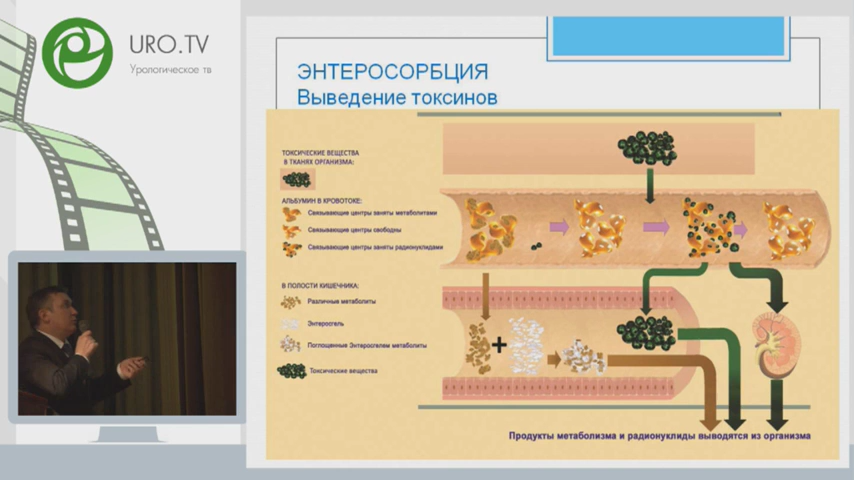 URO.TV
Урологическое тв
ЭНТЕРОСОРБЦИЯ
Выведение токсинов
ТОКСИЧЕСКИЕ ВЕЩЕСТВА
В ТКАНЯХ ОРГАНИЗМА:
АЛЬБУМИН В КРОВОТОКЕ:
Связывающие центры заняты метаболитами
Связывающие центры свободны
Связывающие центры заняты радионуклидами
В ПОЛОСТИ КИШЕЧНИКА:
Различные метаболиты
Энтеросгель
Поглощенные Энтеросгелем метаболиты
Токсические вещества
+
Продукты метаболизма и радионуклиды выводятся из организма